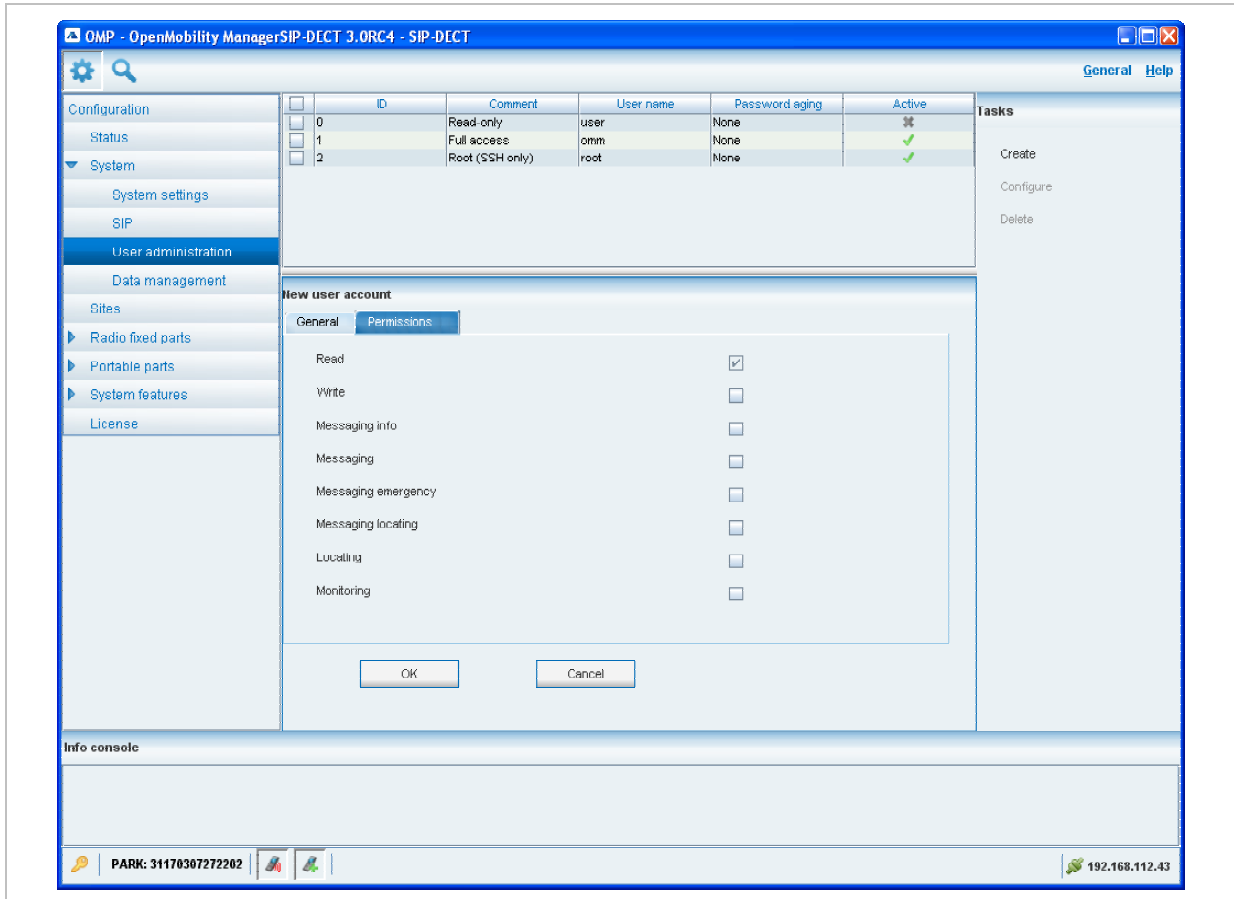 OMP - OpenMobility ManagerSIP-DECT 3.0RC4 - SIP-DECT
General Help
Configuration
Status
System
System settings
SIP
User administration
Data management
Sites
Radio fixed parts
Portable parts
System features
License
ID Comment User name Password aging Active
0 Read-only user None
1 Full access omm None
2 Root (SSH only) root None
Tasks
Create
Configure
Delete
New user account
General Permissions
Read
Write
Messaging info
Messaging
Messaging emergency
Messaging locating
Locating
Monitoring
OK Cancel
Info console
PARK: 31170307272202
192.168.112.43